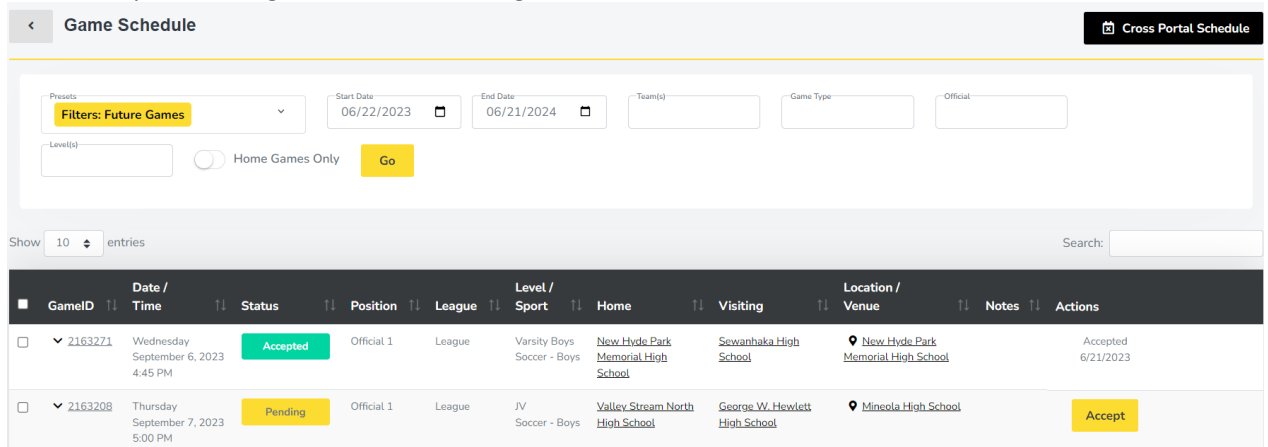 Game Schedule
Cross Portal Schedule
Presets
Start Date
End Date
Team(s)
Game Type
Official
Filters: Future Games
06/22/2023
06/21/2024
Level(s)
Home Games Only
Go
Show 10 entries
Search:
GameID
Date /
Time
Status
Position
League
Level /
Sport
Home
Visiting
Location /
Venue
Notes
Actions
2163271
Wednesday
September 6, 2023
4:45 PM
Accepted
Official 1
League
Varsity Boys
Soccer - Boys
New Hyde Park
Memorial High
School
Sewanhaka High
School
New Hyde Park
Memorial High School
Accepted
6/21/2023
2163208
Thursday
September 7, 2023
5:00 PM
Pending
Official 1
League
JV
Soccer - Boys
Valley Stream North
High School
George W. Hewlett
High School
Mineola High School
Accept